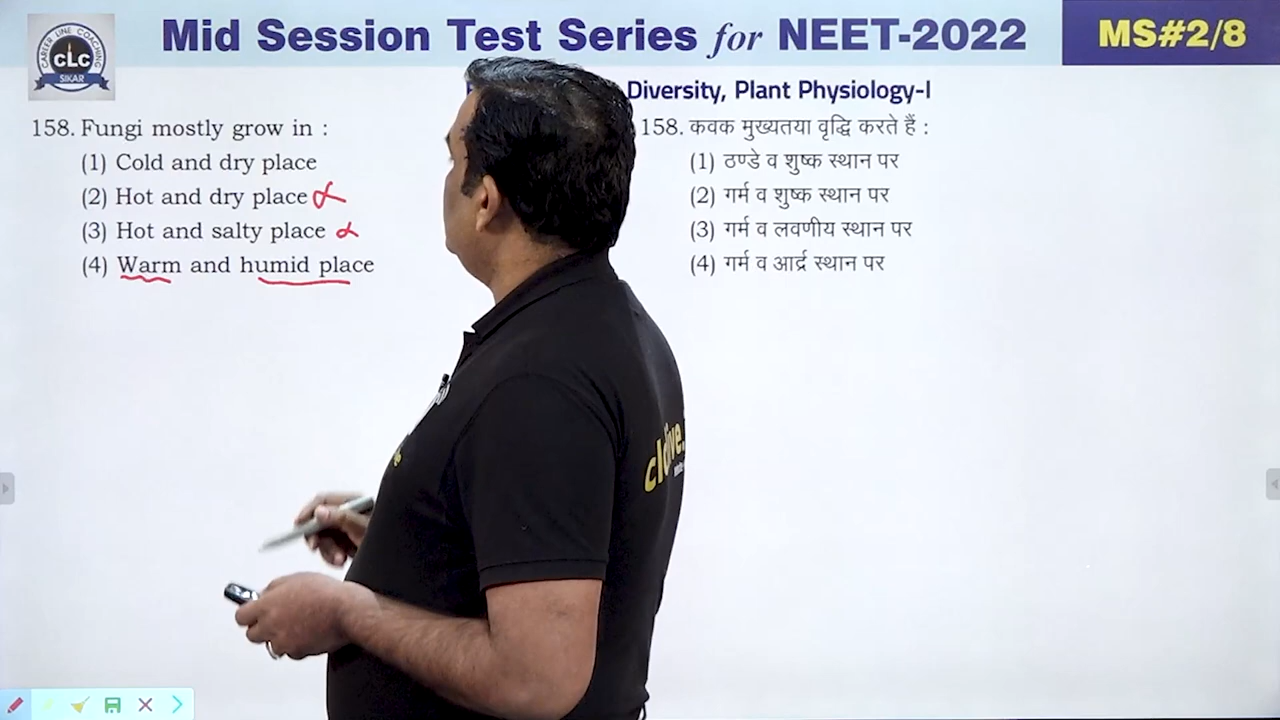 Mid Session Test Series for NEET-2022
MS#2/8
CAREER LINE COACHING
CLC
SIKAR
Diversity, Plant Physiology-I
158. Fungi mostly grow in :
(1) Cold and dry place
(2) Hot and dry place
(3) Hot and salty place
(4) Warm and humid place
158. कवक मुख्यतया वृद्धि करते हैं :
(1) ठण्डे व शुष्क स्थान पर
(2) गर्म व शुष्क स्थान पर
(3) गर्म व लवणीय स्थान पर
(4) गर्म व आर्द्र स्थान पर